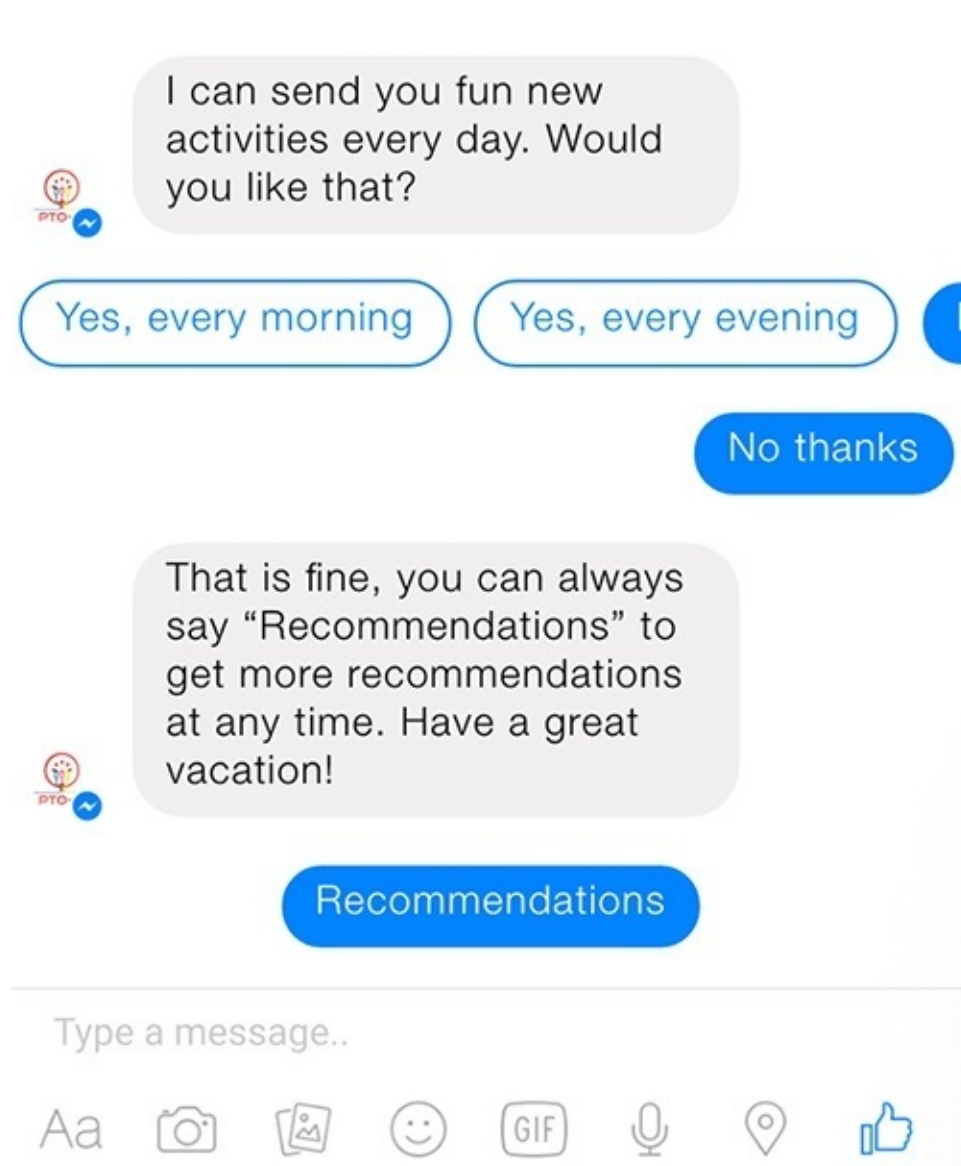 I can send you fun new
activities every day. Would
you like that?
PTO
Yes, every morning
Yes, every evening
No thanks
That is fine, you can always
say “Recommendations” to
get more recommendations
at any time. Have a great
vacation!
PTO
Recommendations
Type a message..
Aa
GIF